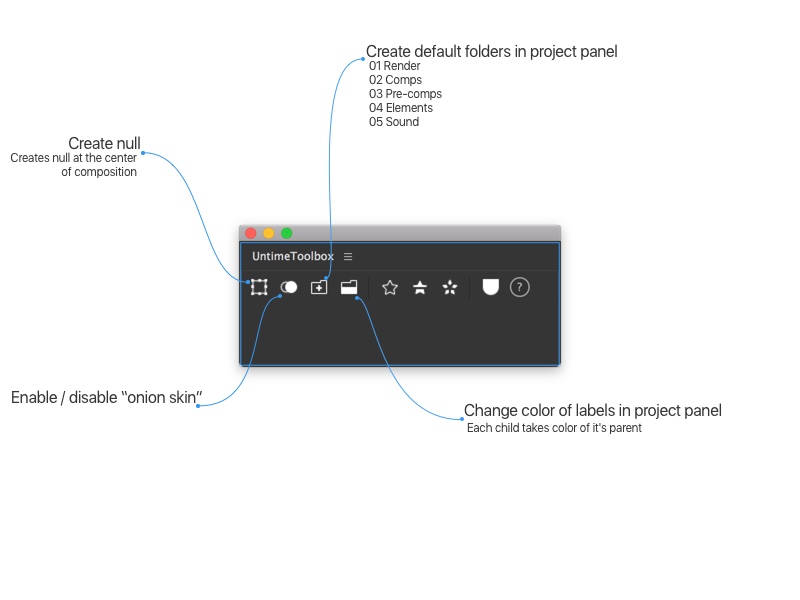 Create default folders in project panel
01 Render
02 Comps
03 Pre-comps
04 Elements
05 Sound
Create null
Creates null at the center
of composition
UntimeToolbox
?
Enable / disable “onion skin”
Change color of labels in project panel
Each child takes color of it's parent